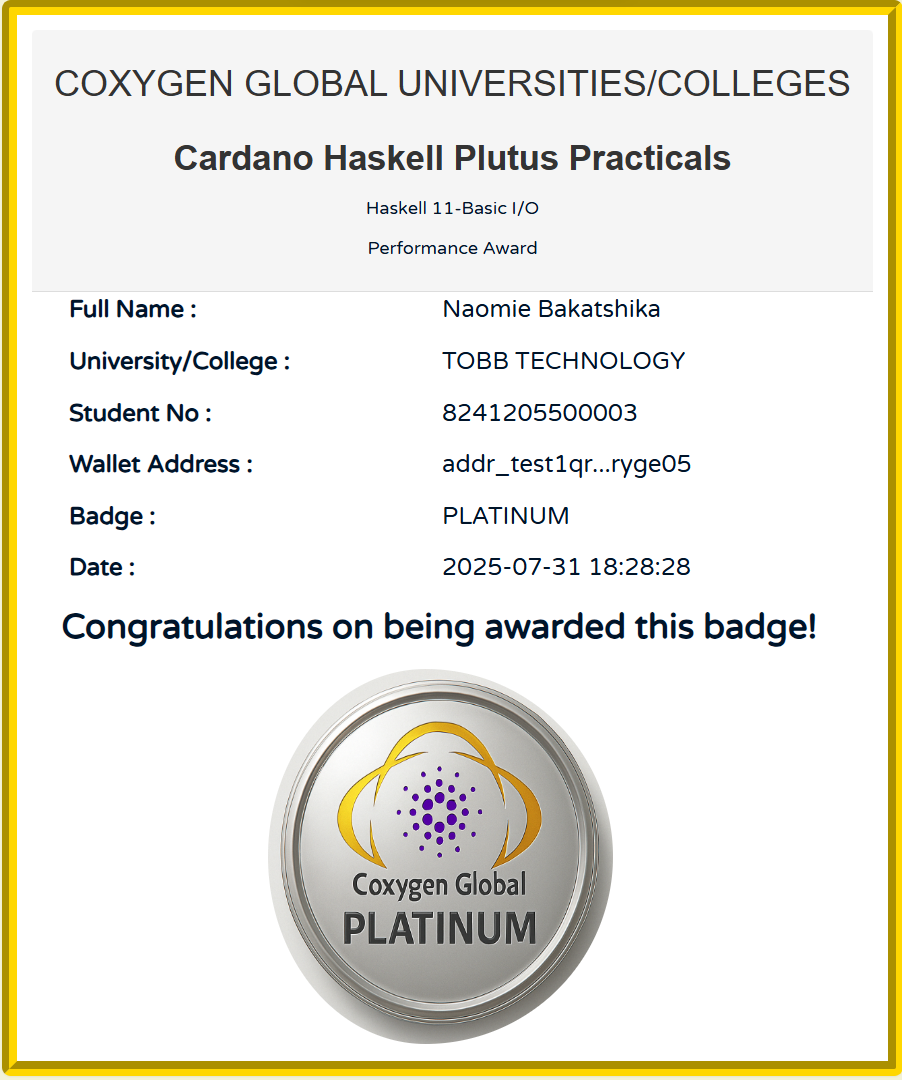 COXYGEN GLOBAL UNIVERSITIES/COLLEGES
Cardano Haskell Plutus Practicals
Haskell 11-Basic I/O
Performance Award
Full Name : Naomie Bakatshika
University/College : TOBB TECHNOLOGY
Student No : 8241205500003
Wallet Address : addr_test1qr...ryge05
Badge : PLATINUM
Date : 2025-07-31 18:28:28
Congratulations on being awarded this badge!
Coxygen Global
PLATINUM